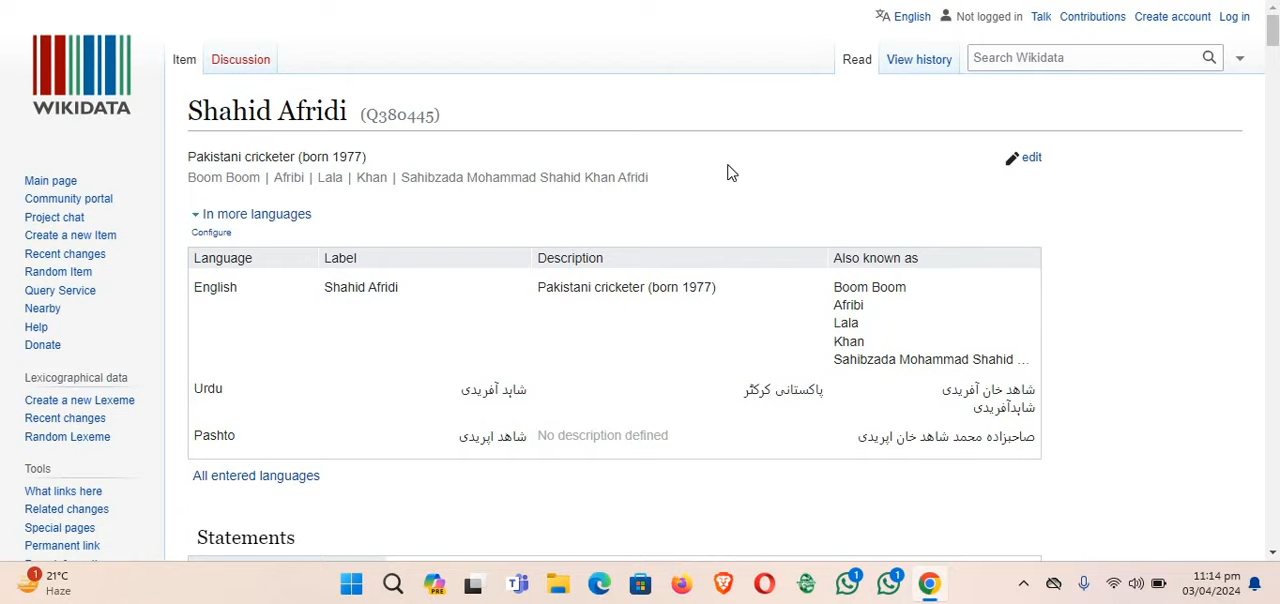 English Not logged in Talk Contributions Create account Log in
WIKIDATA
Item Discussion Read View history Search Wikidata
Shahid Afridi (Q380445)
Pakistani cricketer (born 1977)
edit
Boom Boom | Afribi | Lala | Khan | Sahibzada Mohammad Shahid Khan Afridi
In more languages
Configure
Language Label Description Also known as
English Shahid Afridi Pakistani cricketer (born 1977) Boom Boom
Afribi
Lala
Khan
Sahibzada Mohammad Shahid ...
Urdu شاہد آفریدی پاکستانی کرکٹر شاھد خان آفریدی
شاہدآفریدی
Pashto شاهد اپريدی No description defined صاحبزاده محمد شاهد خان اپريدی
All entered languages
Statements
Main page
Community portal
Project chat
Create a new Item
Recent changes
Random Item
Query Service
Nearby
Help
Donate
Lexicographical data
Create a new Lexeme
Recent changes
Random Lexeme
Tools
What links here
Related changes
Special pages
Permanent link
1
21°C
Haze
PRE
1
1
11:14 pm
03/04/2024